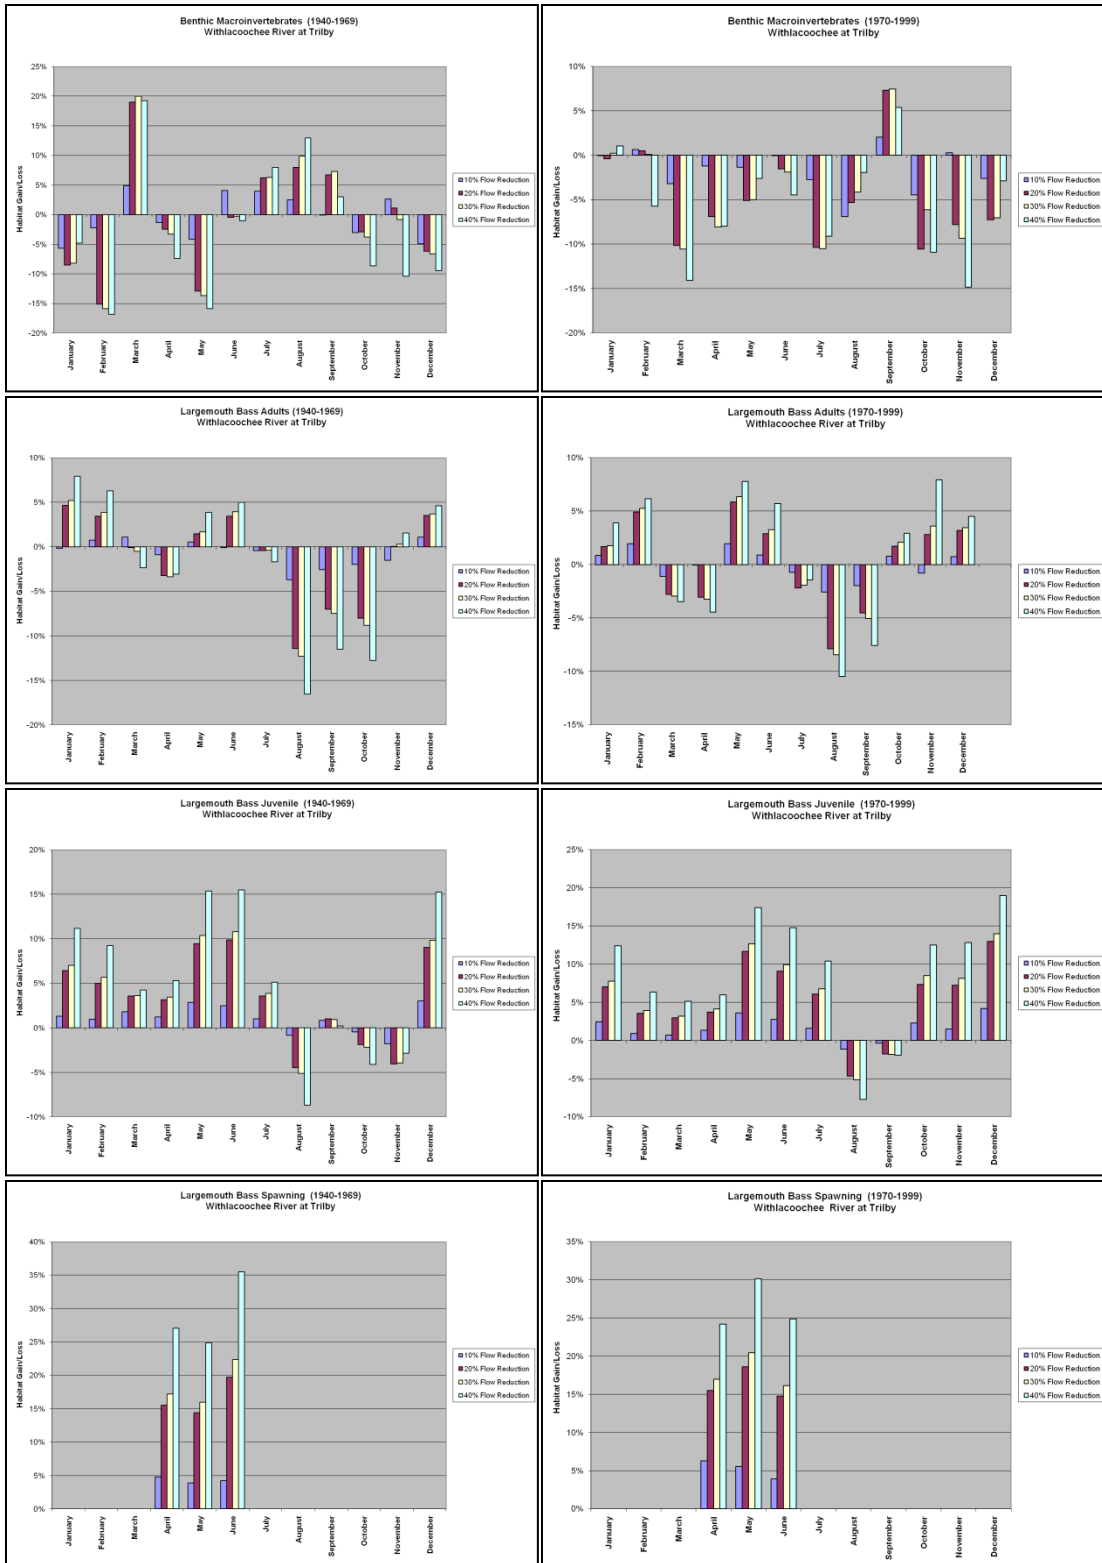 Benthic Macroinvertebrates (1940-1969)
Withlacoochee River at Trilby
Habitat Gain/Loss
25%
20%
15%
10%
5%
0%
-5%
-10%
-15%
-20%
January
February
March
April
May
June
July
August
September
October
November
December
10% Flow Reduction
20% Flow Reduction
30% Flow Reduction
40% Flow Reduction
Benthic Macroinvertebrates (1970-1999)
Withlacoochee at Trilby
Habitat Gain/Loss
10%
5%
0%
-5%
-10%
-15%
-20%
January
February
March
April
May
June
July
August
September
October
November
December
10% Flow Reduction
20% Flow Reduction
30% Flow Reduction
40% Flow Reduction
Largemouth Bass Adults (1940-1969)
Withlacoochee River at Trilby
Habitat Gain/Loss
10%
5%
0%
-5%
-10%
-15%
-20%
January
February
March
April
May
June
July
August
September
October
November
December
10% Flow Reduction
20% Flow Reduction
30% Flow Reduction
40% Flow Reduction
Largemouth Bass Adults (1970-1999)
Withlacoochee River at Trilby
Habitat Gain/Loss
10%
5%
0%
-5%
-10%
-15%
January
February
March
April
May
June
July
August
September
October
November
December
10% Flow Reduction
20% Flow Reduction
30% Flow Reduction
40% Flow Reduction
Largemouth Bass Juvenile (1940-1969)
Withlacoochee River at Trilby
Habitat Gain/Loss
20%
15%
10%
5%
0%
-5%
-10%
January
February
March
April
May
June
July
August
September
October
November
December
10% Flow Reduction
20% Flow Reduction
30% Flow Reduction
40% Flow Reduction
Largemouth Bass Juvenile (1970-1999)
Withlacoochee River at Trilby
Habitat Gain/Loss
25%
20%
15%
10%
5%
0%
-5%
-10%
January
February
March
April
May
June
July
August
September
October
November
December
10% Flow Reduction
20% Flow Reduction
30% Flow Reduction
40% Flow Reduction
Largemouth Bass Spawning (1940-1969)
Withlacoochee River at Trilby
Habitat Gain/Loss
40%
35%
30%
25%
20%
15%
10%
5%
0%
January
February
March
April
May
June
July
August
September
October
November
December
10% Flow Reduction
20% Flow Reduction
30% Flow Reduction
40% Flow Reduction
Largemouth Bass Spawning (1970-1999)
Withlacoochee River at Trilby
Habitat Gain/Loss
35%
30%
25%
20%
15%
10%
5%
0%
January
February
March
April
May
June
July
August
September
October
November
December
10% Flow Reduction
20% Flow Reduction
30% Flow Reduction
40% Flow Reduction